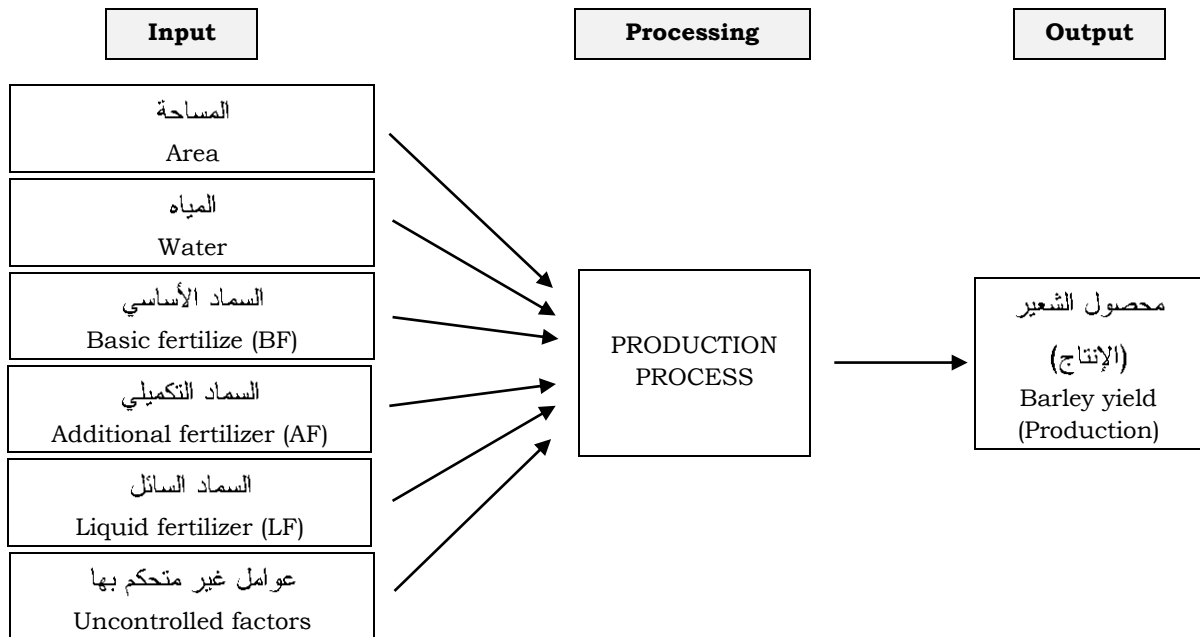 Input
Processing
Output
المساحة
Area
المياه
Water
السماد الأساسي
Basic fertilize (BF)
السماد التكميلي
Additional fertilizer (AF)
السماد السائل
Liquid fertilizer (LF)
عوامل غير متحكم بها
Uncontrolled factors
PRODUCTION
PROCESS
محصول الشعير
(الإنتاج)
Barley yield
(Production)